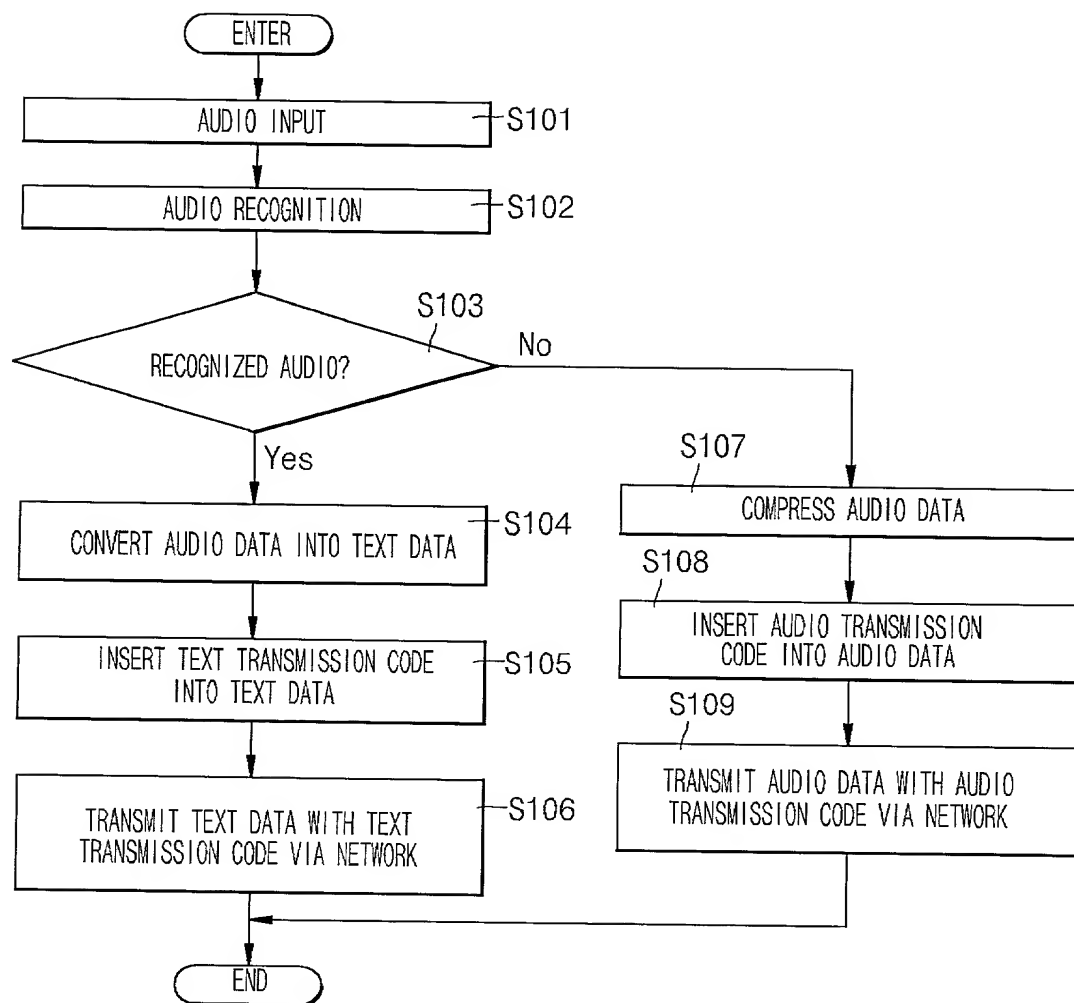 ENTER
AUDIO INPUT
S101
AUDIO RECOGNITION
S102
S103
RECOGNIZED AUDIO?
No
Yes
CONVERT AUDIO DATA INTO TEXT DATA
S104
INSERT TEXT TRANSMISSION CODE
INTO TEXT DATA
S105
TRANSMIT TEXT DATA WITH TEXT
TRANSMISSION CODE VIA NETWORK
S106
S107
COMPRESS AUDIO DATA
S108
INSERT AUDIO TRANSMISSION
CODE INTO AUDIO DATA
S109
TRANSMIT AUDIO DATA WITH AUDIO
TRANSMISSION CODE VIA NETWORK
END